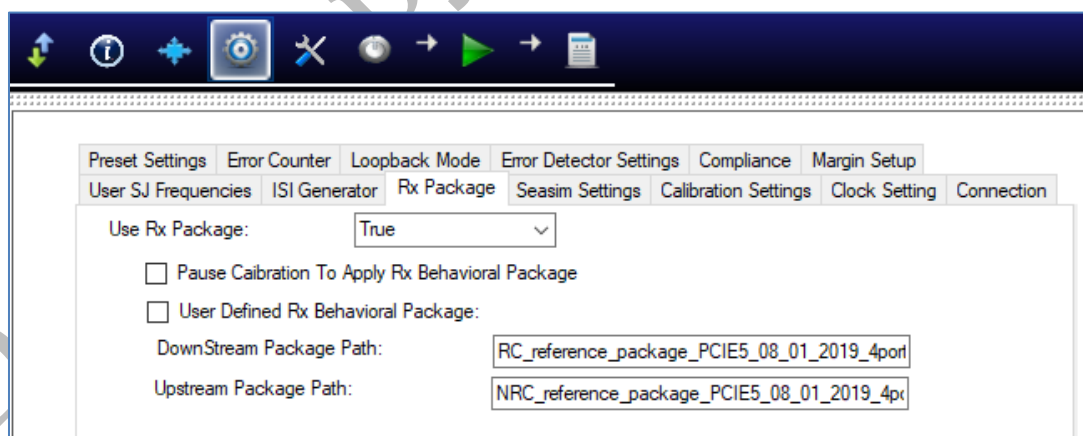 Preset Settings Error Counter Loopback Mode Error Detector Settings Compliance Margin Setup
User SJ Frequencies ISI Generator Rx Package Seasim Settings Calibration Settings Clock Setting Connection
Use Rx Package: True
Pause Caibration To Apply Rx Behavioral Package
User Defined Rx Behavioral Package:
DownStream Package Path: RC_reference_package_PCIE5_08_01_2019_4port
Upstream Package Path: NRC_reference_package_PCIE5_08_01_2019_4po